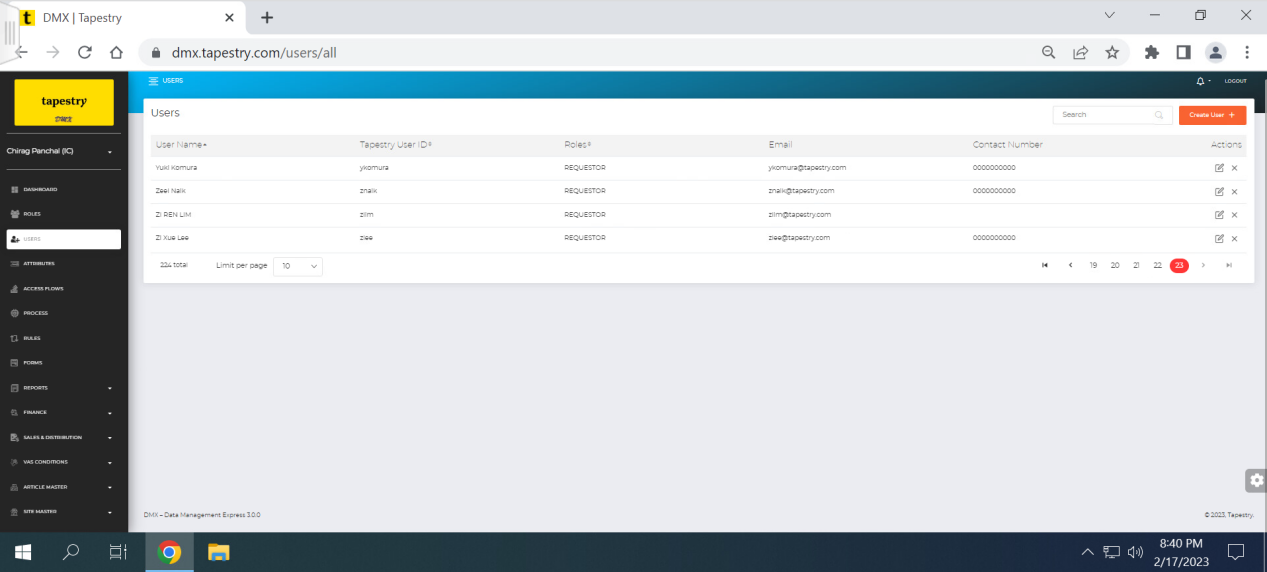 t DMX | Tapestry
dmx.tapestry.com/users/all
tapestry
DMX
Chirag Panchal (IC)
DASHBOARD
ROLES
USERS
ATTRIBUTES
ACCESS FLOWS
PROCESS
RULES
FORMS
REPORTS
FINANCE
SALES & DISTRIBUTION
VAS CONDITIONS
ARTICLE MASTER
SITE MASTER
USERS
LOGOUT
Users
Search
Create User +
User Name Tapestry User ID Roles Email Contact Number Actions
Yuki Komura ykomura REQUESTOR ykomura@tapestry.com 0000000000
Zeel Naik znaik REQUESTOR znaik@tapestry.com 0000000000
ZI REN LIM zlim REQUESTOR zlim@tapestry.com
Zi Xue Lee zlee REQUESTOR zlee@tapestry.com 0000000000
224 total Limit per page 10 19 20 21 22 23
DMX – Data Management Express 3.0.0
© 2023, Tapestry.
8:40 PM
2/17/2023